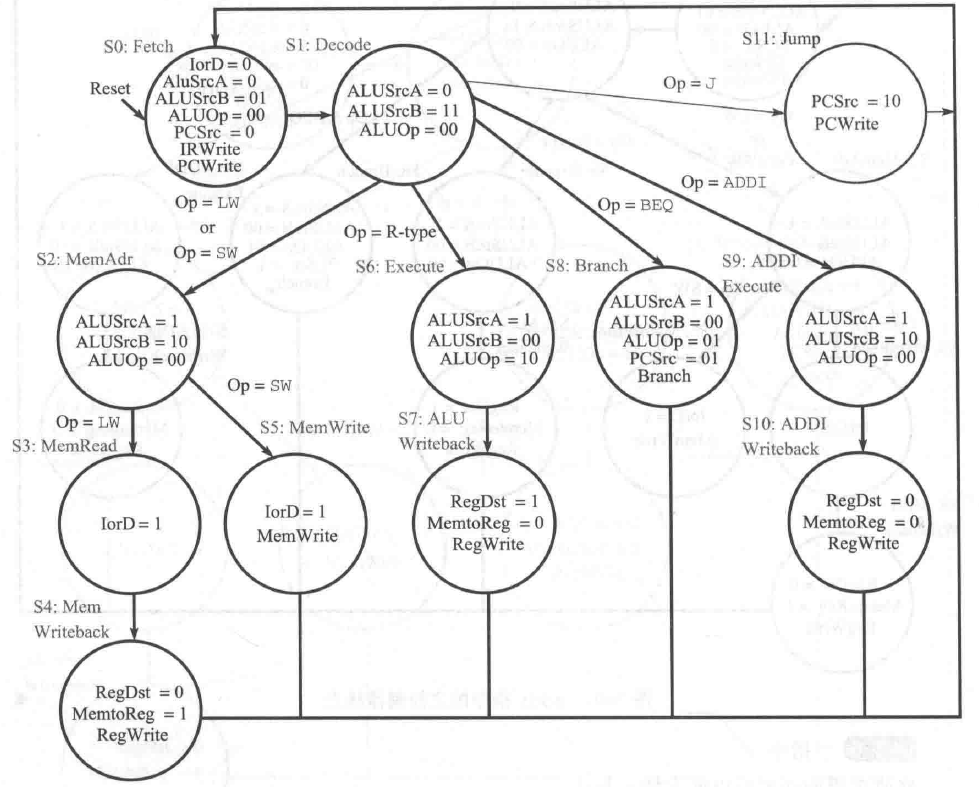 S0: Fetch
Reset
IorD = 0
AluSrcA = 0
ALUSrcB = 01
ALUOp = 00
PCSrc = 0
IRWrite
PCWrite
S1: Decode
ALUSrcA = 0
ALUSrcB = 11
ALUOp = 00
S11: Jump
Op = J
PCSrc = 10
PCWrite
Op = LW
or
Op = SW
Op = R-type
Op = BEQ
Op = ADDI
S2: MemAdr
ALUSrcA = 1
ALUSrcB = 10
ALUOp = 00
S6: Execute
ALUSrcA = 1
ALUSrcB = 00
ALUOp = 10
S8: Branch
ALUSrcA = 1
ALUSrcB = 00
ALUOp = 01
PCSrc = 01
Branch
S9: ADDI
Execute
ALUSrcA = 1
ALUSrcB = 10
ALUOp = 00
Op = LW
Op = SW
S3: MemRead
IorD = 1
S5: MemWrite
IorD = 1
MemWrite
S7: ALU
Writeback
RegDst = 1
MemtoReg = 0
RegWrite
S10: ADDI
Writeback
RegDst = 0
MemtoReg = 0
RegWrite
S4: Mem
Writeback
RegDst = 0
MemtoReg = 1
RegWrite